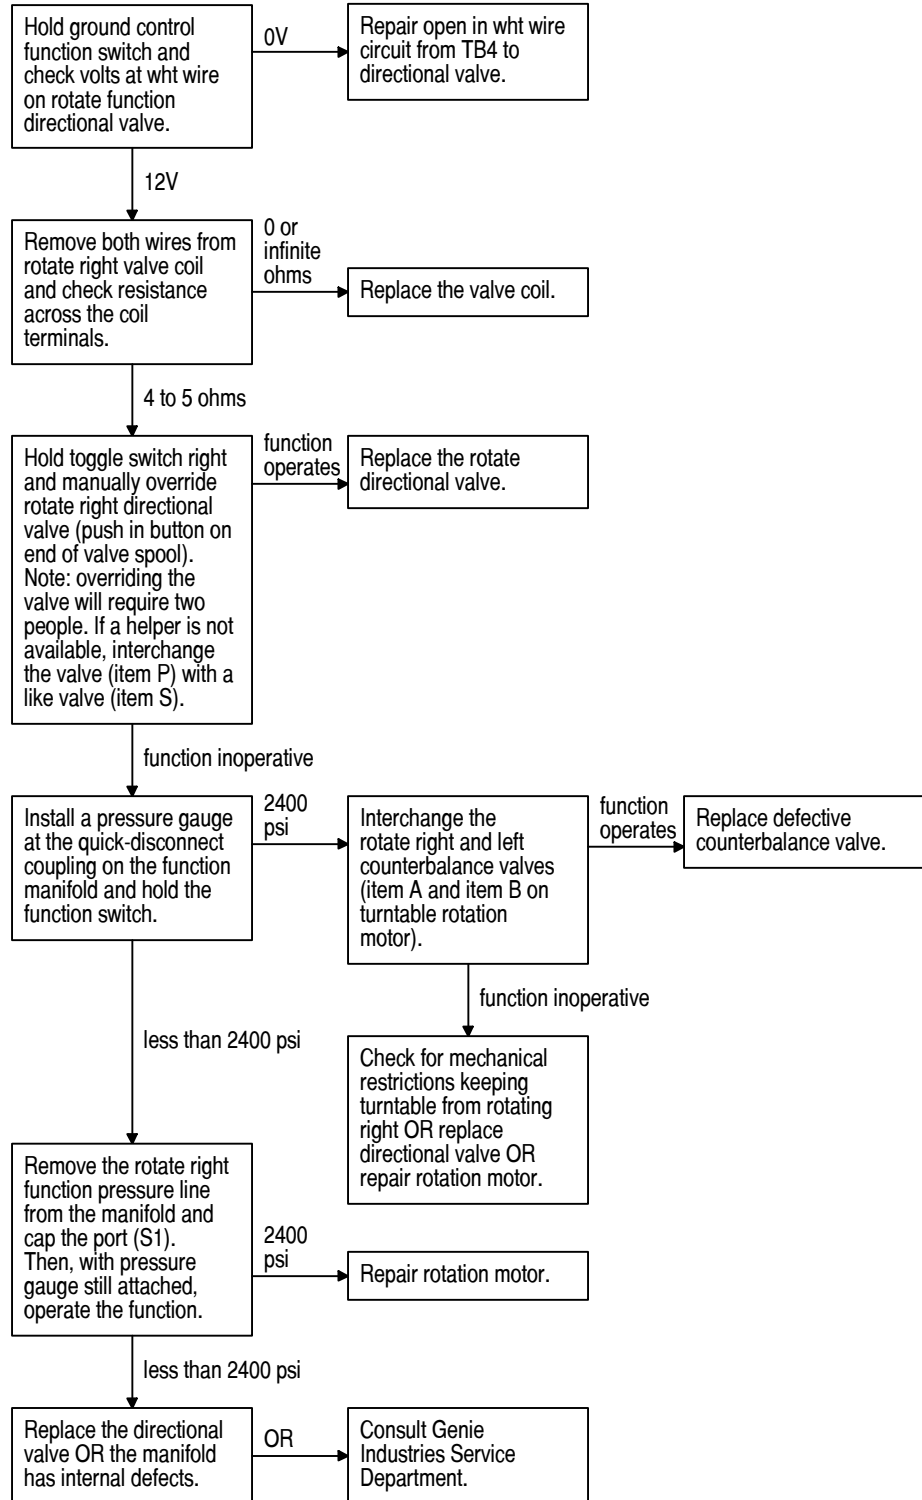 Hold ground control
function switch and
check volts at wht wire
on rotate function
directional valve.
0V
Repair open in wht wire
circuit from TB4 to
directional valve.
12V
Remove both wires from
rotate right valve coil
and check resistance
across the coil
terminals.
0 or
infinite
ohms
Replace the valve coil.
4 to 5 ohms
Hold toggle switch right
and manually override
rotate right directional
valve (push in button on
end of valve spool).
Note: overriding the
valve will require two
people. If a helper is not
available, interchange
the valve (item P) with a
like valve (item S).
function
operates
Replace the rotate
directional valve.
function inoperative
Install a pressure gauge
at the quick-disconnect
coupling on the function
manifold and hold the
function switch.
2400
psi
Interchange the
rotate right and left
counterbalance valves
(item A and item B on
turntable rotation
motor).
function
operates
Replace defective
counterbalance valve.
function inoperative
Check for mechanical
restrictions keeping
turntable from rotating
right OR replace
directional valve OR
repair rotation motor.
less than 2400 psi
Remove the rotate right
function pressure line
from the manifold and
cap the port (S1).
Then, with pressure
gauge still attached,
operate the function.
2400
psi
Repair rotation motor.
less than 2400 psi
Replace the directional
valve OR the manifold
has internal defects.
OR
Consult Genie
Industries Service
Department.